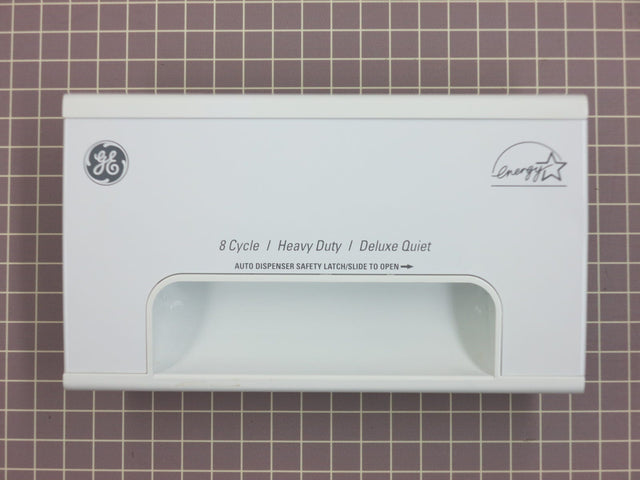 GE
energy
8 Cycle / Heavy Duty / Deluxe Quiet
AUTO DISPENSER SAFETY LATCH/SLIDE TO OPEN →